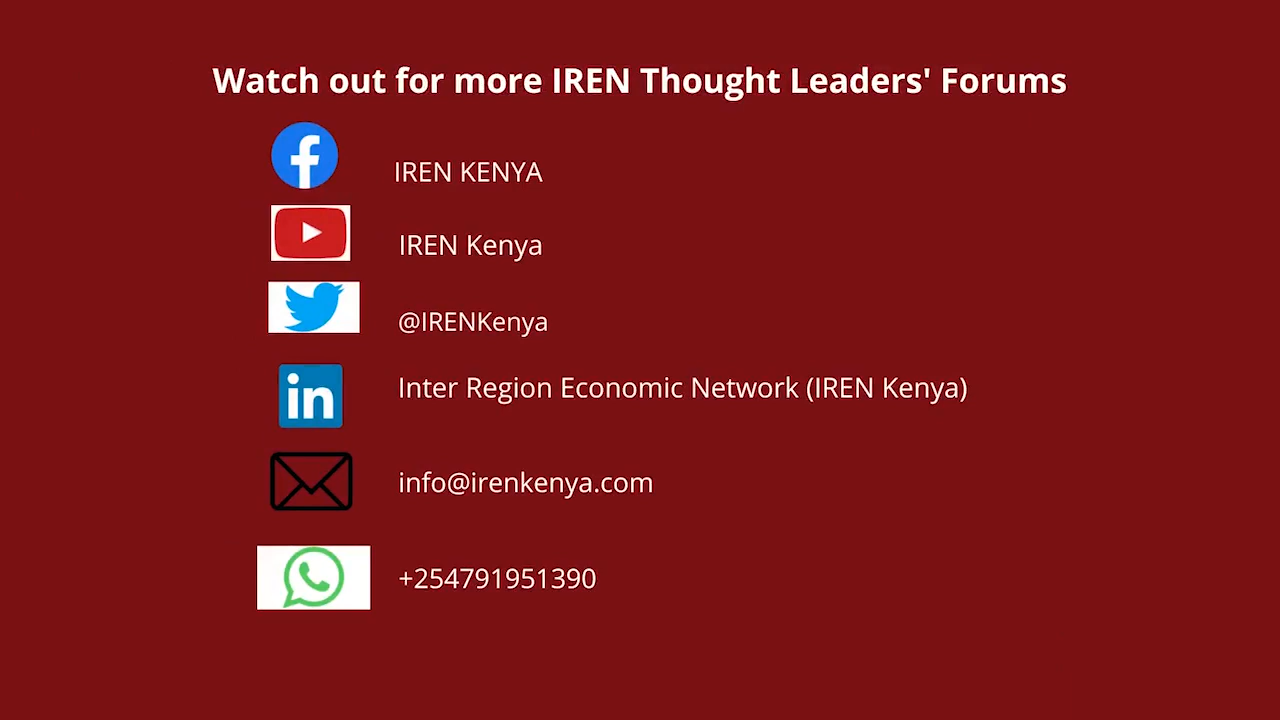 Watch out for more IREN Thought Leaders' Forums
IREN KENYA
IREN Kenya
@IRENKenya
Inter Region Economic Network (IREN Kenya)
info@irenkenya.com
+254791951390